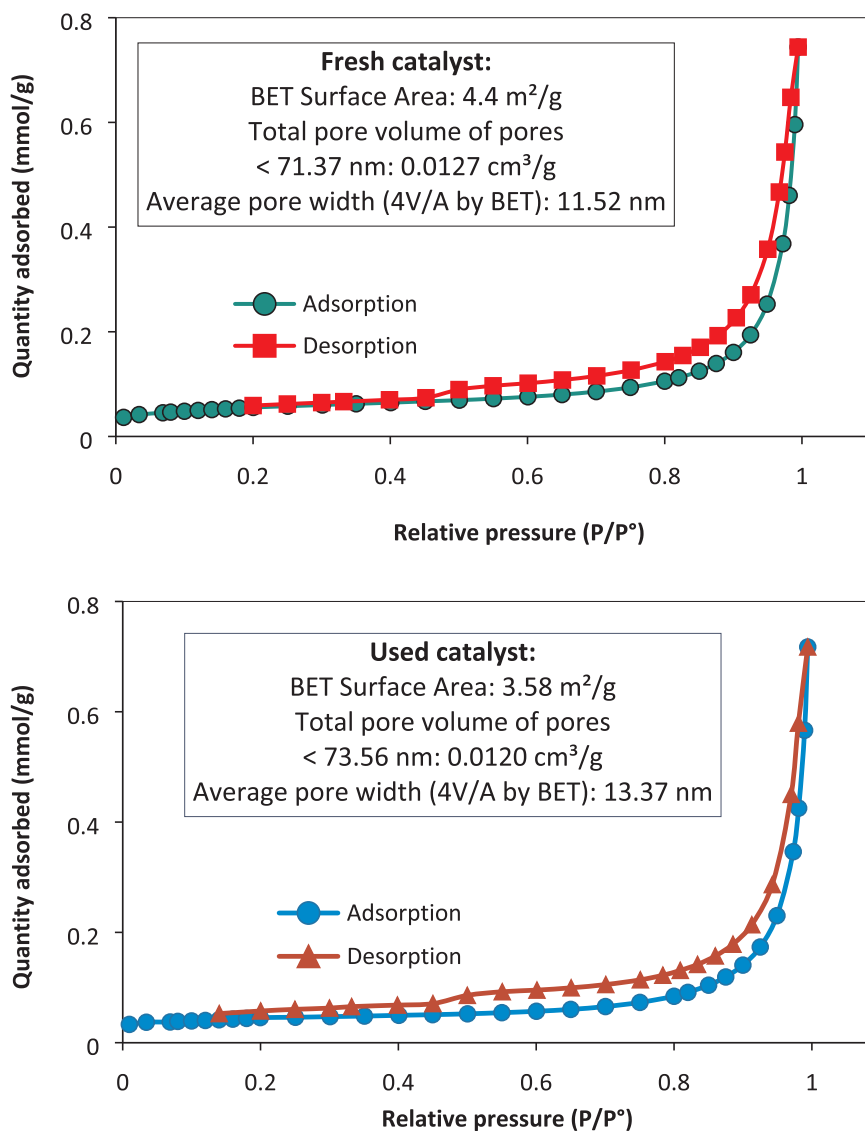 0.8
Fresh catalyst:
BET Surface Area: 4.4 m²/g
Total pore volume of pores
< 71.37 nm: 0.0127 cm³/g
Average pore width (4V/A by BET): 11.52 nm
0.6
0.4
0.2
0
Quantity adsorbed (mmol/g)
Adsorption
Desorption
0 0.2 0.4 0.6 0.8 1
Relative pressure (P/P°)
0.8
Used catalyst:
BET Surface Area: 3.58 m²/g
Total pore volume of pores
< 73.56 nm: 0.0120 cm³/g
Average pore width (4V/A by BET): 13.37 nm
0.6
0.4
0.2
0
Quantity adsorbed (mmol/g)
Adsorption
Desorption
0 0.2 0.4 0.6 0.8 1
Relative pressure (P/P°)